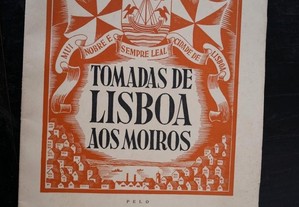 MUI NOBRE E SEMPRE LEAL CIDADE DE LISBOA
TOMADAS DE
LISBOA
AOS MOIROS
PELO